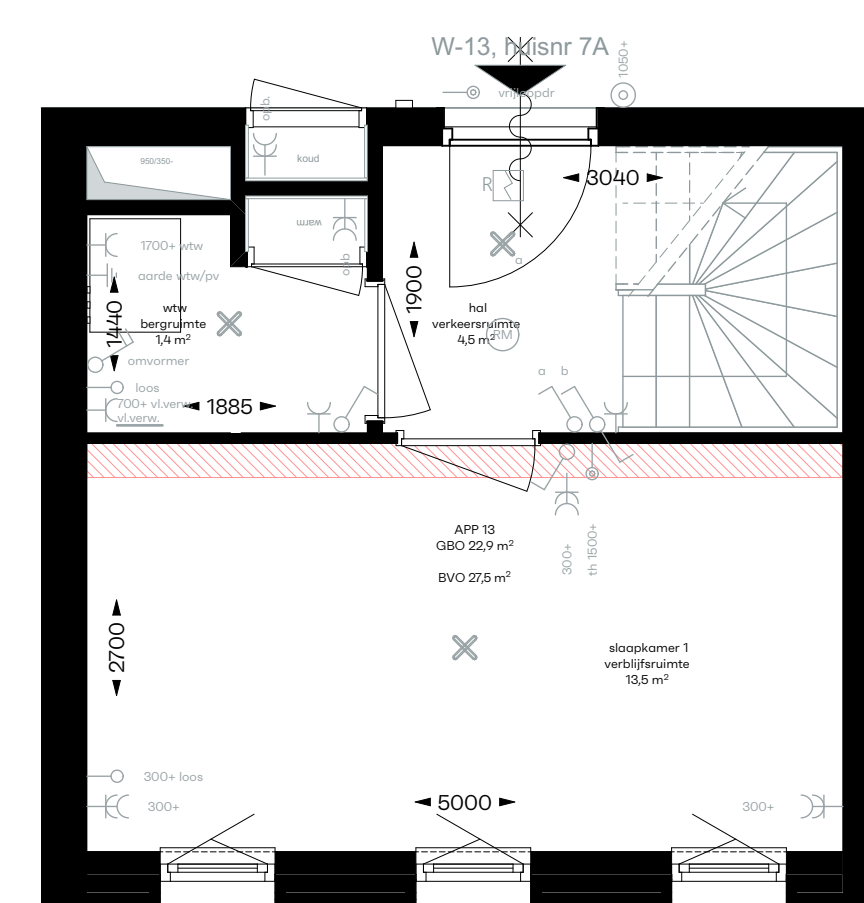 W-13, huisnr 7A
1050+
vrijloopdr
opb.
koud
950/350-
3040
R
warm
opb
a
1700+ wtw
aarde wtw/pv
1440
1900
wtw
bergruimte
1,4 m²
hal
verkeersruimte
4,5 m²
RM
omvormer
a b
loos
700+ vl.verw.
vl.verw.
1885
APP 13
GBO 22,9 m²
BVO 27,5 m²
300+
th 1500+
2700
slaapkamer 1
verblijfsruimte
13,5 m²
300+ loos
300+
5000
300+